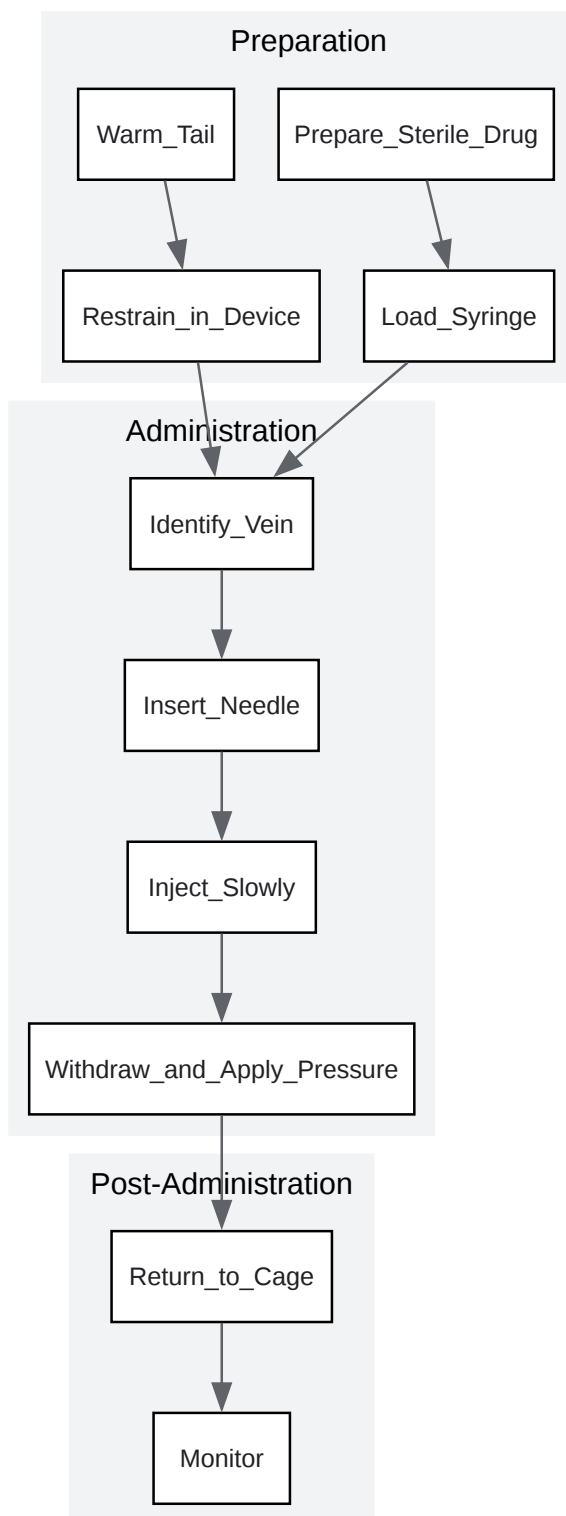 Preparation
Warm_Tail
Prepare_Sterile_Drug
Restrain_in_Device
Load_Syringe
Administration
Identify_Vein
Insert_Needle
Inject_Slowly
Withdraw_and_Apply_Pressure
Post-Administration
Return_to_Cage
Monitor